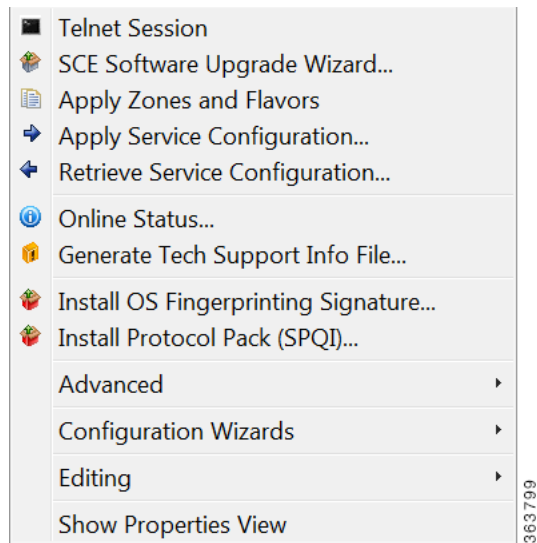 Telnet Session
SCE Software Upgrade Wizard...
Apply Zones and Flavors
Apply Service Configuration...
Retrieve Service Configuration...
Online Status...
Generate Tech Support Info File...
Install OS Fingerprinting Signature...
Install Protocol Pack (SPQI)...
Advanced
Configuration Wizards
Editing
Show Properties View
363799